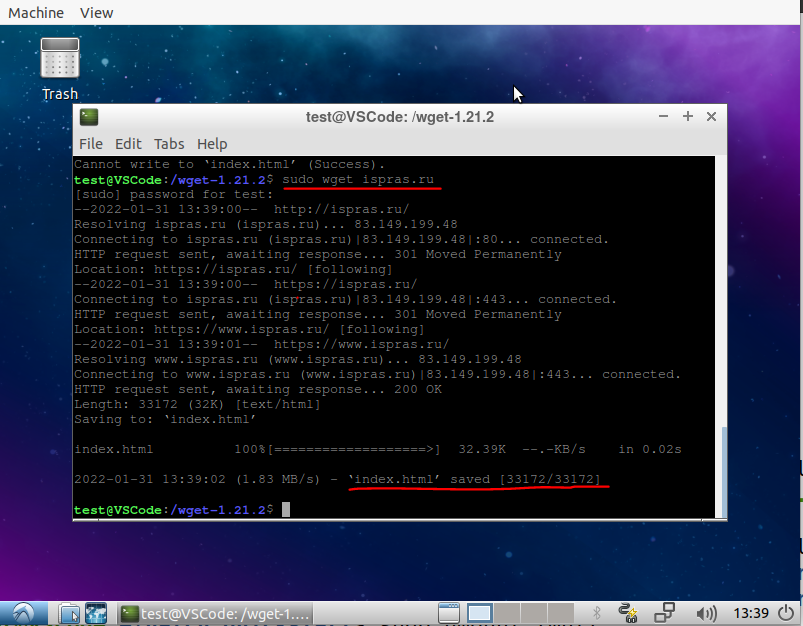 Machine View
Trash
test@VSCode: /wget-1.21.2
File Edit Tabs Help
Cannot write to ‘index.html’ (Success).
test@VSCode:/wget-1.21.2$ sudo wget ispras.ru
[sudo] password for test:
--2022-01-31 13:39:00-- http://ispras.ru/
Resolving ispras.ru (ispras.ru)... 83.149.199.48
Connecting to ispras.ru (ispras.ru)|83.149.199.48|:80... connected.
HTTP request sent, awaiting response... 301 Moved Permanently
Location: https://ispras.ru/ [following]
--2022-01-31 13:39:00-- https://ispras.ru/
Connecting to ispras.ru (ispras.ru)|83.149.199.48|:443... connected.
HTTP request sent, awaiting response... 301 Moved Permanently
Location: https://www.ispras.ru/ [following]
--2022-01-31 13:39:01-- https://www.ispras.ru/
Resolving www.ispras.ru (www.ispras.ru)... 83.149.199.48
Connecting to www.ispras.ru (www.ispras.ru)|83.149.199.48|:443... connected.
HTTP request sent, awaiting response... 200 OK
Length: 33172 (32K) [text/html]
Saving to: ‘index.html’
index.html 100%[===================>] 32.39K --.-KB/s in 0.02s
2022-01-31 13:39:02 (1.83 MB/s) - ‘index.html’ saved [33172/33172]
test@VSCode:/wget-1.21.2$
test@VSCode: /wget-1....
13:39